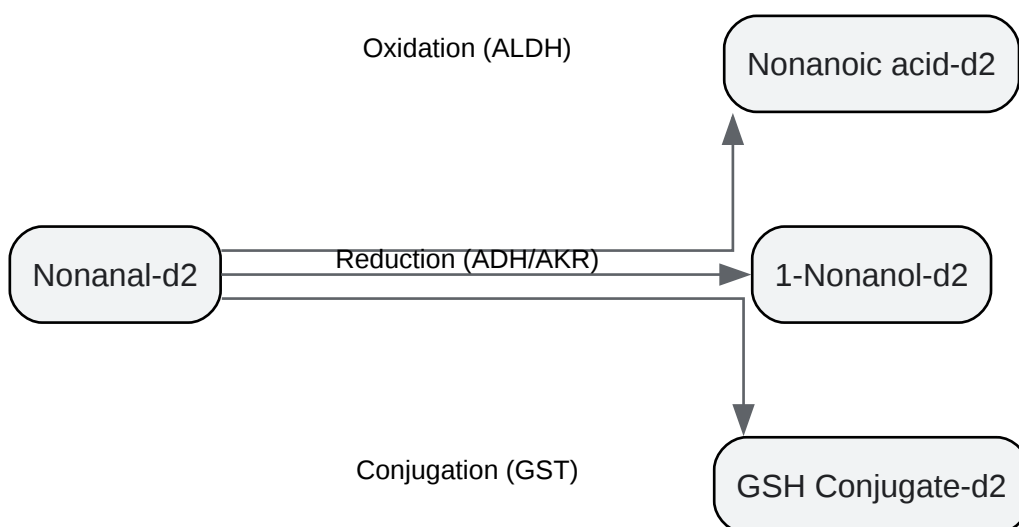 Oxidation (ALDH)
Nonanoic acid-d2
Nonanal-d2
Reduction (ADH/AKR)
1-Nonanol-d2
Conjugation (GST)
GSH Conjugate-d2